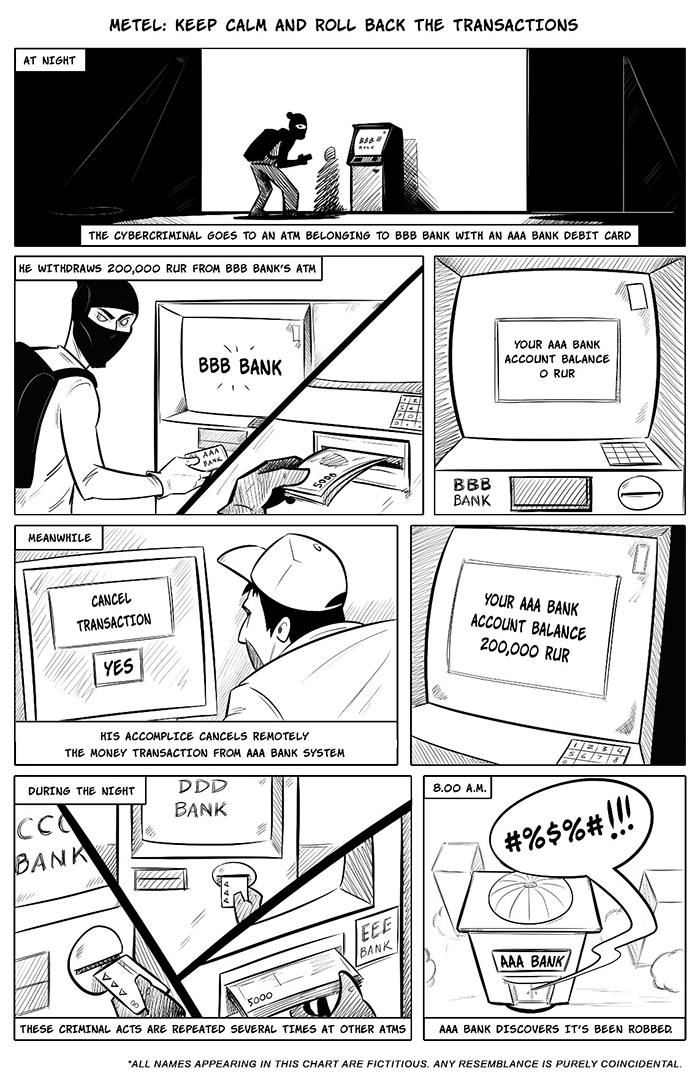 METEL: KEEP CALM AND ROLL BACK THE TRANSACTIONS
AT NIGHT
BBB
BANK
THE CYBERCRIMINAL GOES TO AN ATM BELONGING TO BBB BANK WITH AN AAA BANK DEBIT CARD
HE WITHDRAWS 200,000 RUR FROM BBB BANK'S ATM
BBB BANK
AAA
BANK
5000
YOUR AAA BANK
ACCOUNT BALANCE
0 RUR
BBB
BANK
MEANWHILE
CANCEL
TRANSACTION
YES
HIS ACCOMPLICE CANCELS REMOTELY
THE MONEY TRANSACTION FROM AAA BANK SYSTEM
YOUR AAA BANK
ACCOUNT BALANCE
200,000 RUR
1 2 3 4
DURING THE NIGHT
CCC
BANK
DDD
BANK
EEE
BANK
5000
THESE CRIMINAL ACTS ARE REPEATED SEVERAL TIMES AT OTHER ATMS
8.00 A.M.
#%$%#!!!
AAA BANK
AAA BANK DISCOVERS IT'S BEEN ROBBED.
*ALL NAMES APPEARING IN THIS CHART ARE FICTITIOUS. ANY RESEMBLANCE IS PURELY COINCIDENTAL.